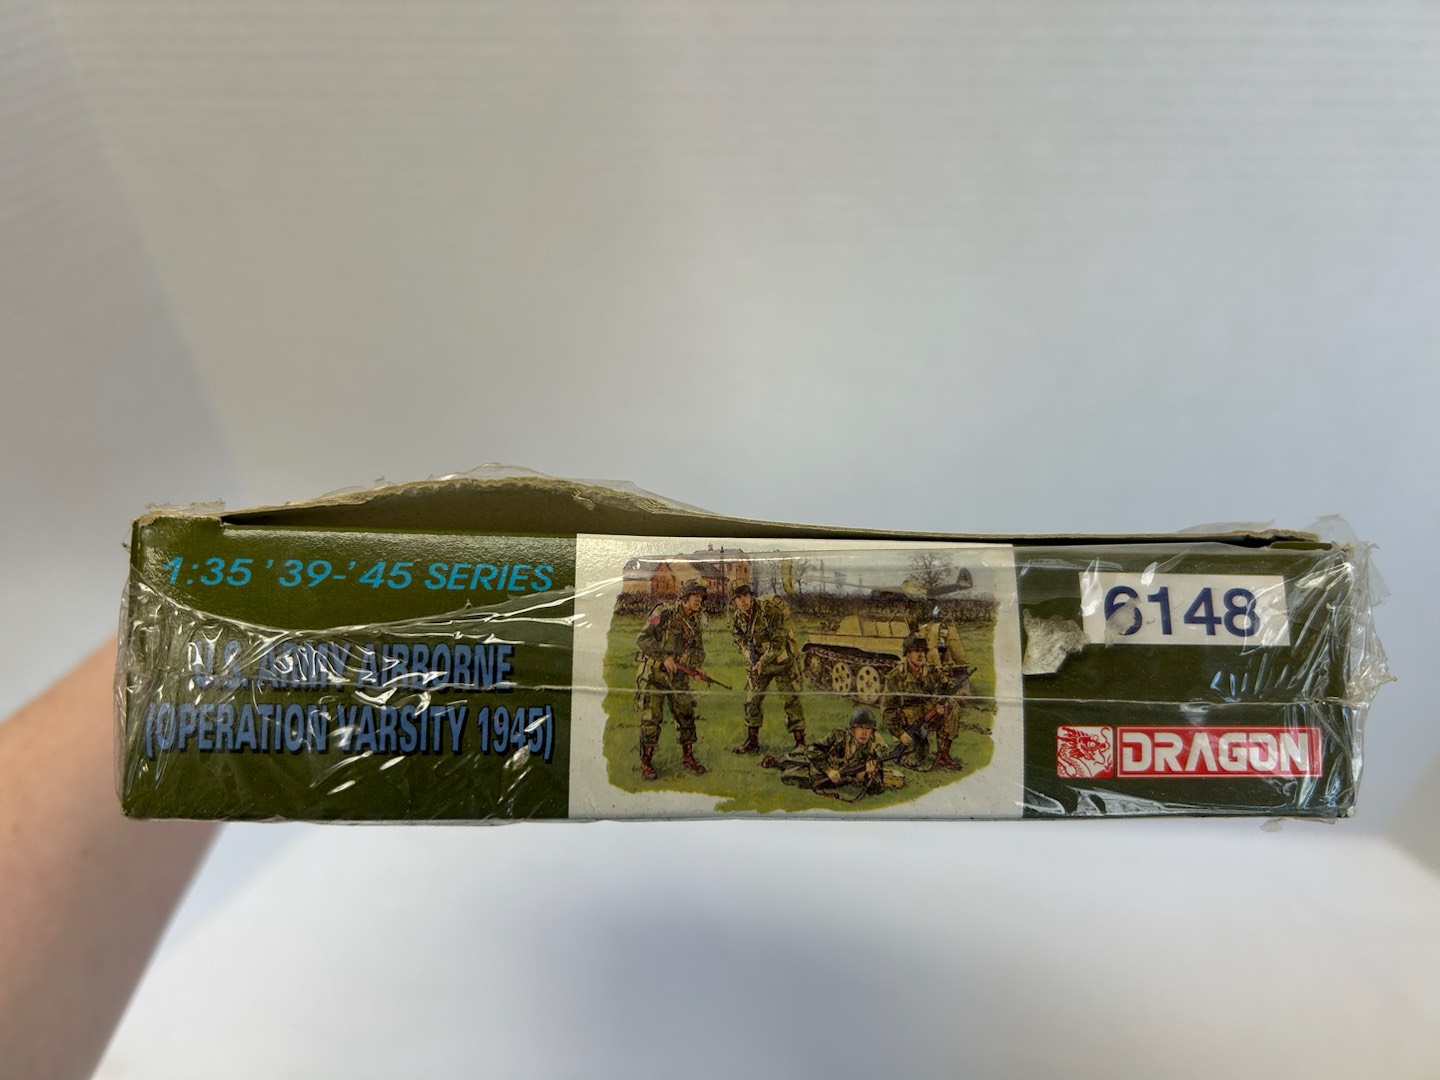 1:35 '39-'45 SERIES
U.S. ARMY AIRBORNE
(OPERATION VARSITY 1945)
6148
DRAGON